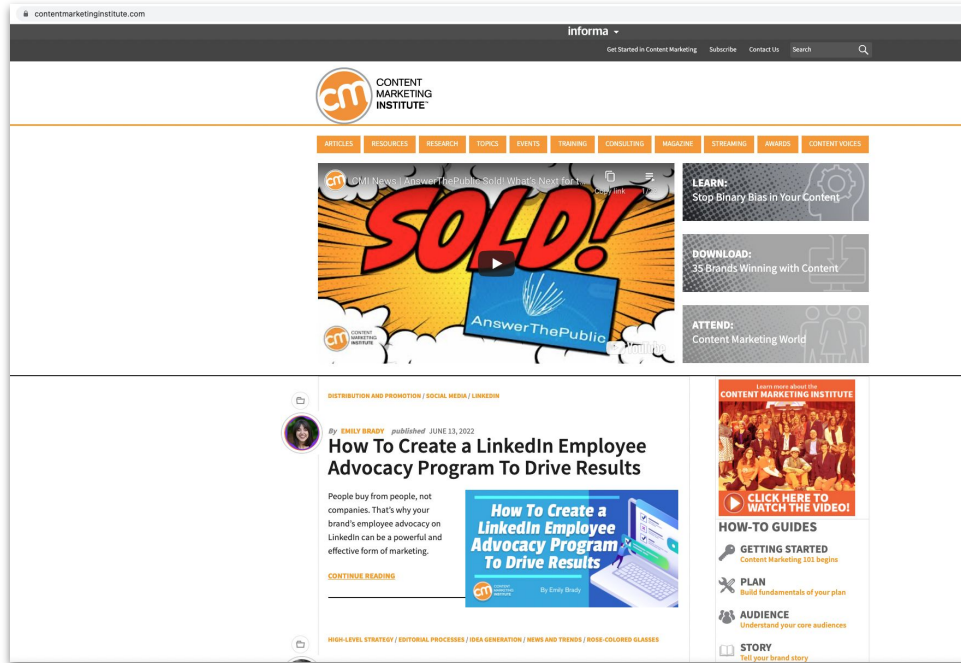 contentmarketinginstitute.com
informa
Get Started in Content Marketing Subscribe Contact Us Search
cm CONTENT
MARKETING
INSTITUTE™
ARTICLES RESOURCES RESEARCH TOPICS EVENTS TRAINING CONSULTING MAGAZINE STREAMING AWARDS CONTENT VOICES
cm CMI News | AnswerThePublic Sold! What's Next for t...
Copy link
SOLD!
AnswerThePublic
cm CONTENT
MARKETING
INSTITUTE
YouTube
LEARN:
Stop Binary Bias in Your Content
DOWNLOAD:
35 Brands Winning with Content
ATTEND:
Content Marketing World
DISTRIBUTION AND PROMOTION / SOCIAL MEDIA / LINKEDIN
By EMILY BRADY published JUNE 13, 2022
How To Create a LinkedIn Employee
Advocacy Program To Drive Results
People buy from people, not
companies. That's why your
brand's employee advocacy on
LinkedIn can be a powerful and
effective form of marketing.
CONTINUE READING
How To Create a
LinkedIn Employee
Advocacy Program
To Drive Results
cm CONTENT
MARKETING
INSTITUTE
By Emily Brady
HIGH-LEVEL STRATEGY / EDITORIAL PROCESSES / IDEA GENERATION / NEWS AND TRENDS / ROSE-COLORED GLASSES
Learn more about the
CONTENT MARKETING INSTITUTE
CLICK HERE TO
WATCH THE VIDEO!
HOW-TO GUIDES
GETTING STARTED
Content Marketing 101 begins
PLAN
Build fundamentals of your plan
AUDIENCE
Understand your core audiences
STORY
Tell your brand story